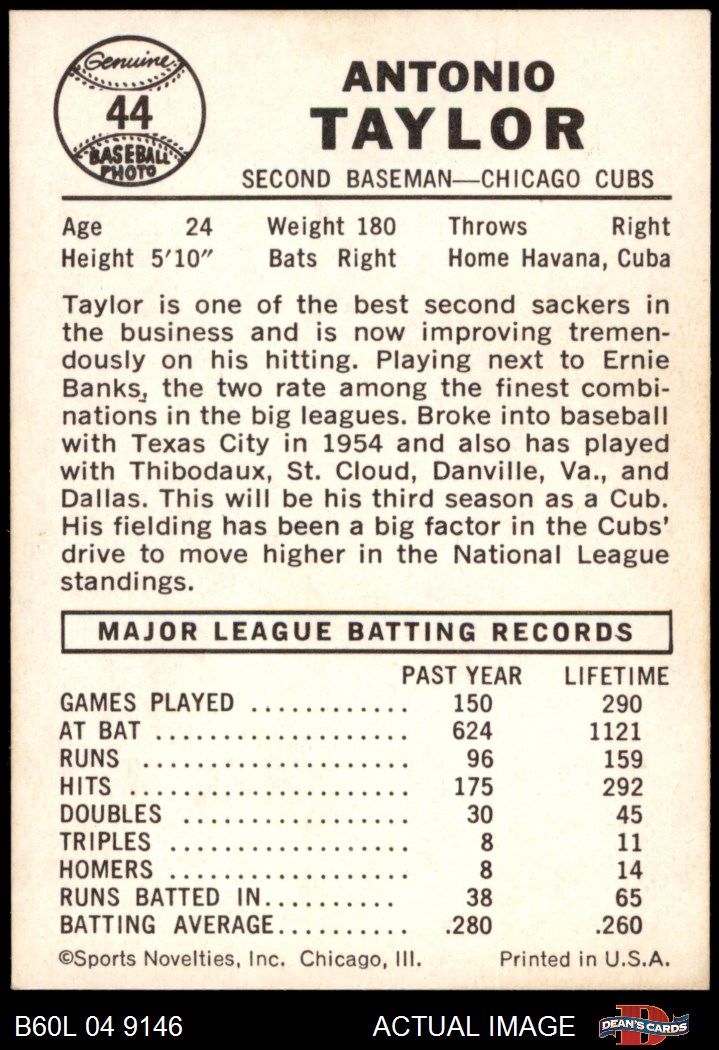 Genuine
44
BASEBALL
PHOTO
ANTONIO
TAYLOR
SECOND BASEMAN—CHICAGO CUBS
Age 24 Weight 180 Throws Right
Height 5'10" Bats Right Home Havana, Cuba
Taylor is one of the best second sackers in
the business and is now improving tremen-
dously on his hitting. Playing next to Ernie
Banks, the two rate among the finest combi-
nations in the big leagues. Broke into baseball
with Texas City in 1954 and also has played
with Thibodaux, St. Cloud, Danville, Va., and
Dallas. This will be his third season as a Cub.
His fielding has been a big factor in the Cubs'
drive to move higher in the National League
standings.
MAJOR LEAGUE BATTING RECORDS
PAST YEAR LIFETIME
GAMES PLAYED ............ 150 290
AT BAT ................... 624 1121
RUNS .................... 96 159
HITS ..................... 175 292
DOUBLES ................. 30 45
TRIPLES .................. 8 11
HOMERS .................. 8 14
RUNS BATTED IN.......... 38 65
BATTING AVERAGE.......... .280 .260
©Sports Novelties, Inc. Chicago, Ill. Printed in U.S.A.
B60L 04 9146 ACTUAL IMAGE DEAN'S CARDS